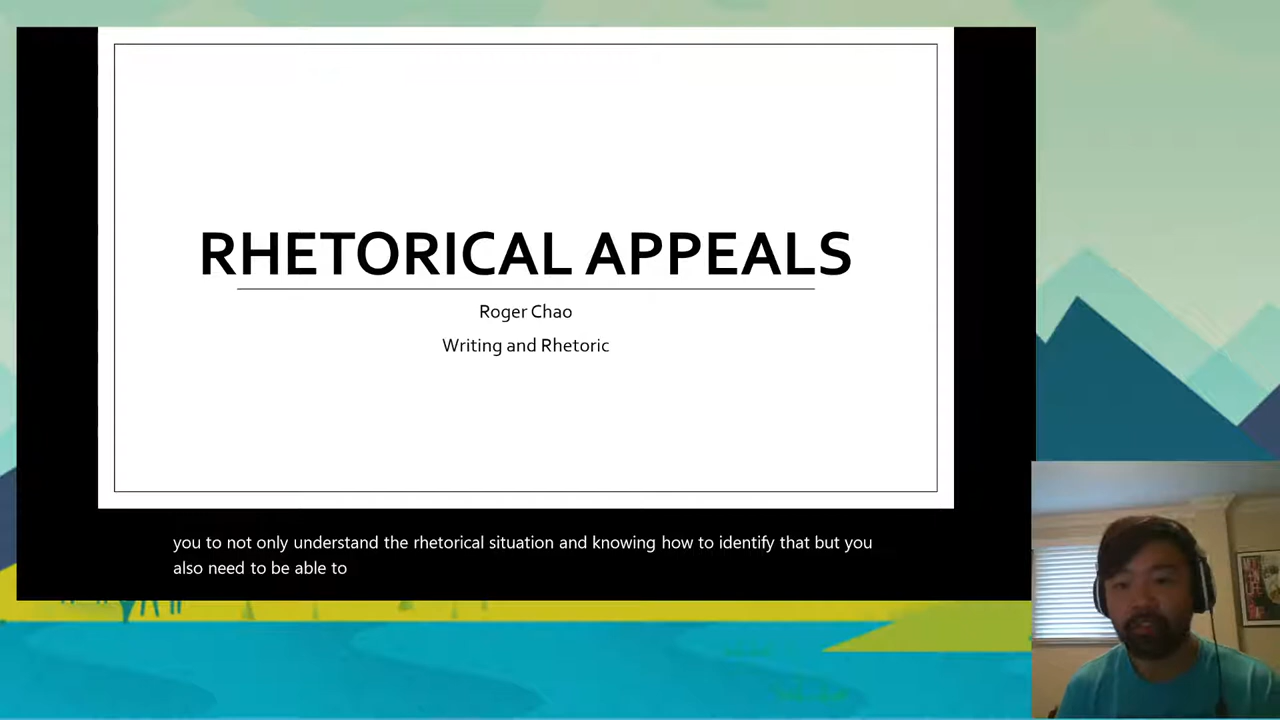 RHETORICAL APPEALS
Roger Chao
Writing and Rhetoric
you to not only understand the rhetorical situation and knowing how to identify that but you
also need to be able to